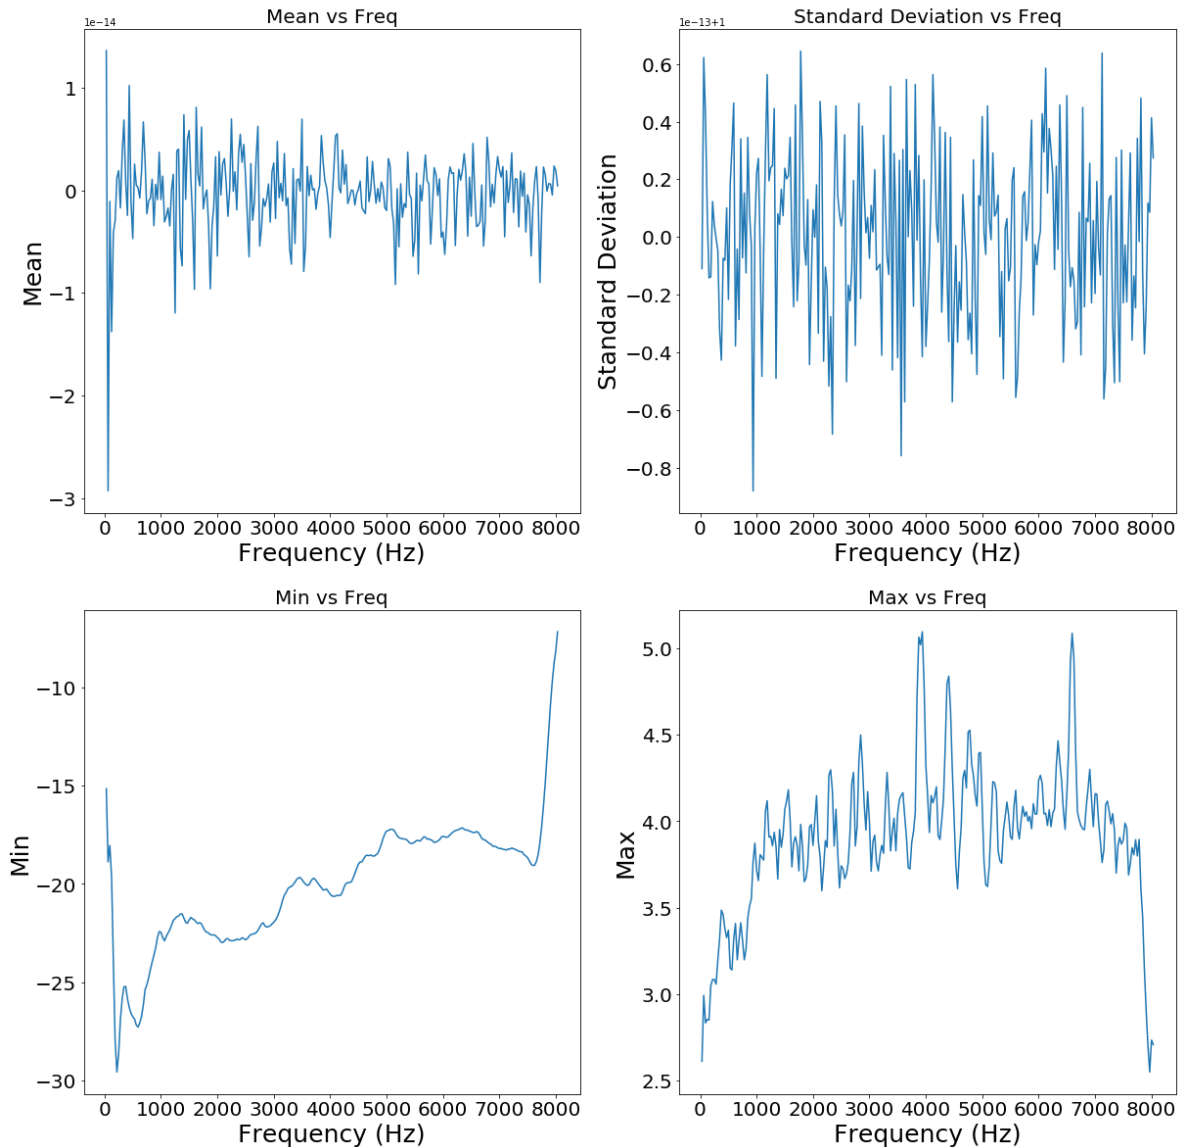 Mean vs Freq
1e−14
1
0
−1
−2
−3
Mean
0 1000 2000 3000 4000 5000 6000 7000 8000
Frequency (Hz)
Standard Deviation vs Freq
1e−13+1
0.6
0.4
0.2
0.0
−0.2
−0.4
−0.6
−0.8
Standard Deviation
0 1000 2000 3000 4000 5000 6000 7000 8000
Frequency (Hz)
Min vs Freq
−10
−15
−20
−25
−30
Min
0 1000 2000 3000 4000 5000 6000 7000 8000
Frequency (Hz)
Max vs Freq
5.0
4.5
4.0
3.5
3.0
2.5
Max
0 1000 2000 3000 4000 5000 6000 7000 8000
Frequency (Hz)